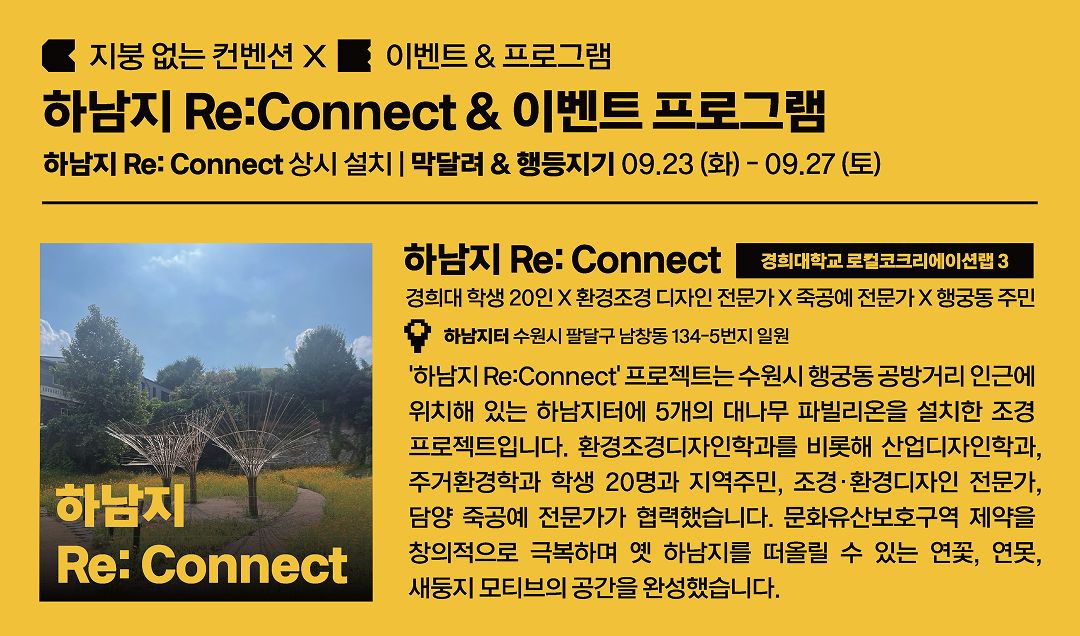 지붕 없는 컨벤션 X 이벤트 & 프로그램
하남지 Re:Connect & 이벤트 프로그램
하남지 Re: Connect 상시 설치 | 막달려 & 행등지기 09.23 (화) - 09.27 (토)
하남지 Re: Connect 경희대학교 로컬코크리에이션랩 3
경희대 학생 20인 X 환경조경 디자인 전문가 X 죽공예 전문가 X 행궁동 주민
하남지터 수원시 팔달구 남창동 134-5번지 일원
'하남지 Re:Connect' 프로젝트는 수원시 행궁동 공방거리 인근에
위치해 있는 하남지터에 5개의 대나무 파빌리온을 설치한 조경
프로젝트입니다. 환경조경디자인학과를 비롯해 산업디자인학과,
주거환경학과 학생 20명과 지역주민, 조경·환경디자인 전문가,
담양 죽공예 전문가가 협력했습니다. 문화유산보호구역 제약을
창의적으로 극복하며 옛 하남지를 떠올릴 수 있는 연꽃, 연못,
새둥지 모티브의 공간을 완성했습니다.
하남지
Re: Connect